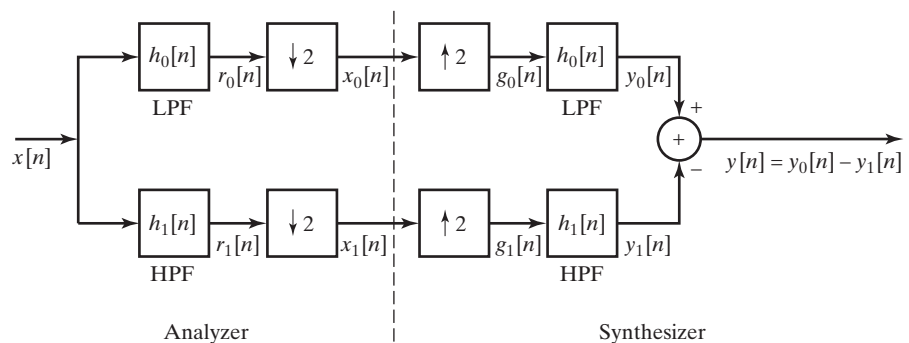 h₀[n]
↓ 2
↑ 2
h₀[n]
r₀[n]
x₀[n]
g₀[n]
y₀[n]
LPF
LPF
+
+
x[n]
y[n] = y₀[n] – y₁[n]
–
h₁[n]
↓ 2
↑ 2
h₁[n]
r₁[n]
x₁[n]
g₁[n]
y₁[n]
HPF
HPF
Analyzer
Synthesizer